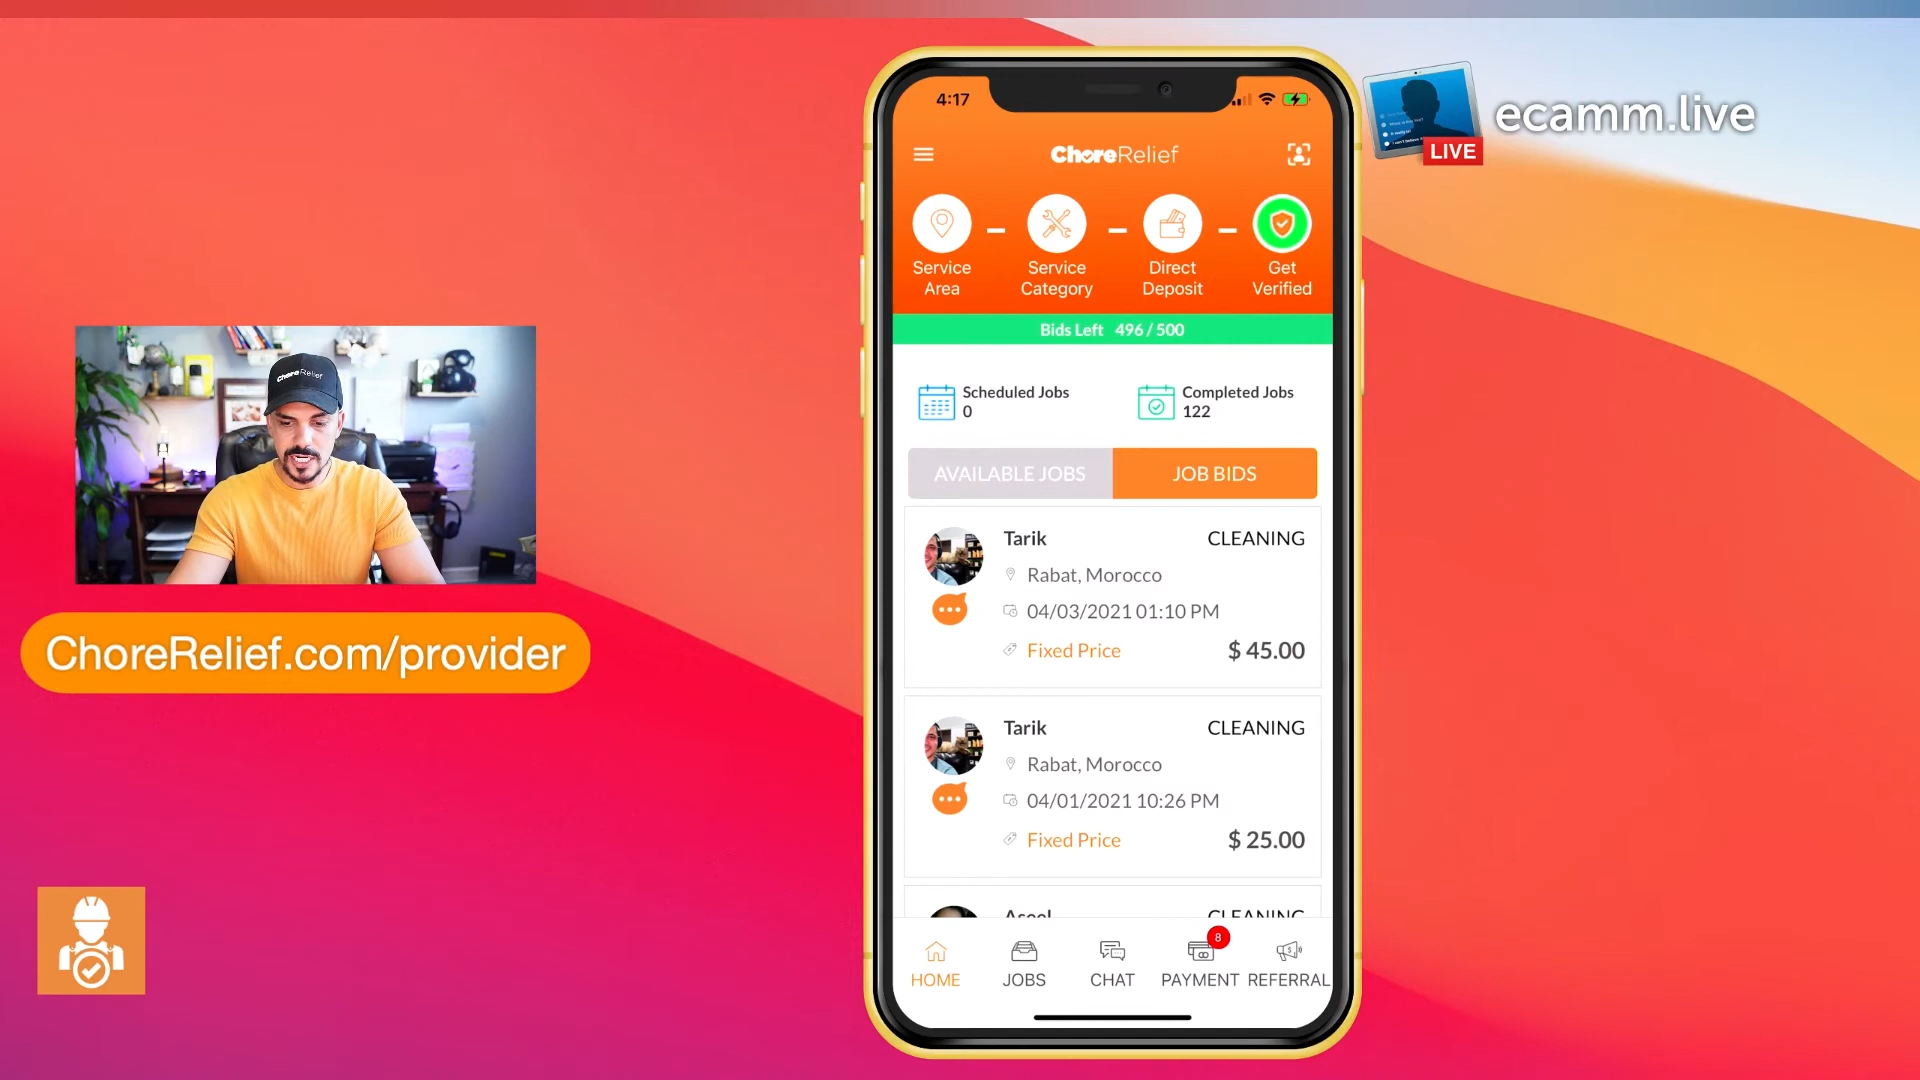 ecamm.live
LIVE
4:17
ChoreRelief
Service
Area
Service
Category
Direct
Deposit
Get
Verified
Bids Left 496 / 500
Scheduled Jobs
0
Completed Jobs
122
AVAILABLE JOBS
JOB BIDS
Tarik
CLEANING
Rabat, Morocco
04/03/2021 01:10 PM
Fixed Price
$ 45.00
Tarik
CLEANING
Rabat, Morocco
04/01/2021 10:26 PM
Fixed Price
$ 25.00
Aseel
CLEANING
HOME
JOBS
CHAT
8
PAYMENT
REFERRAL
ChoreRelief
ChoreRelief.com/provider